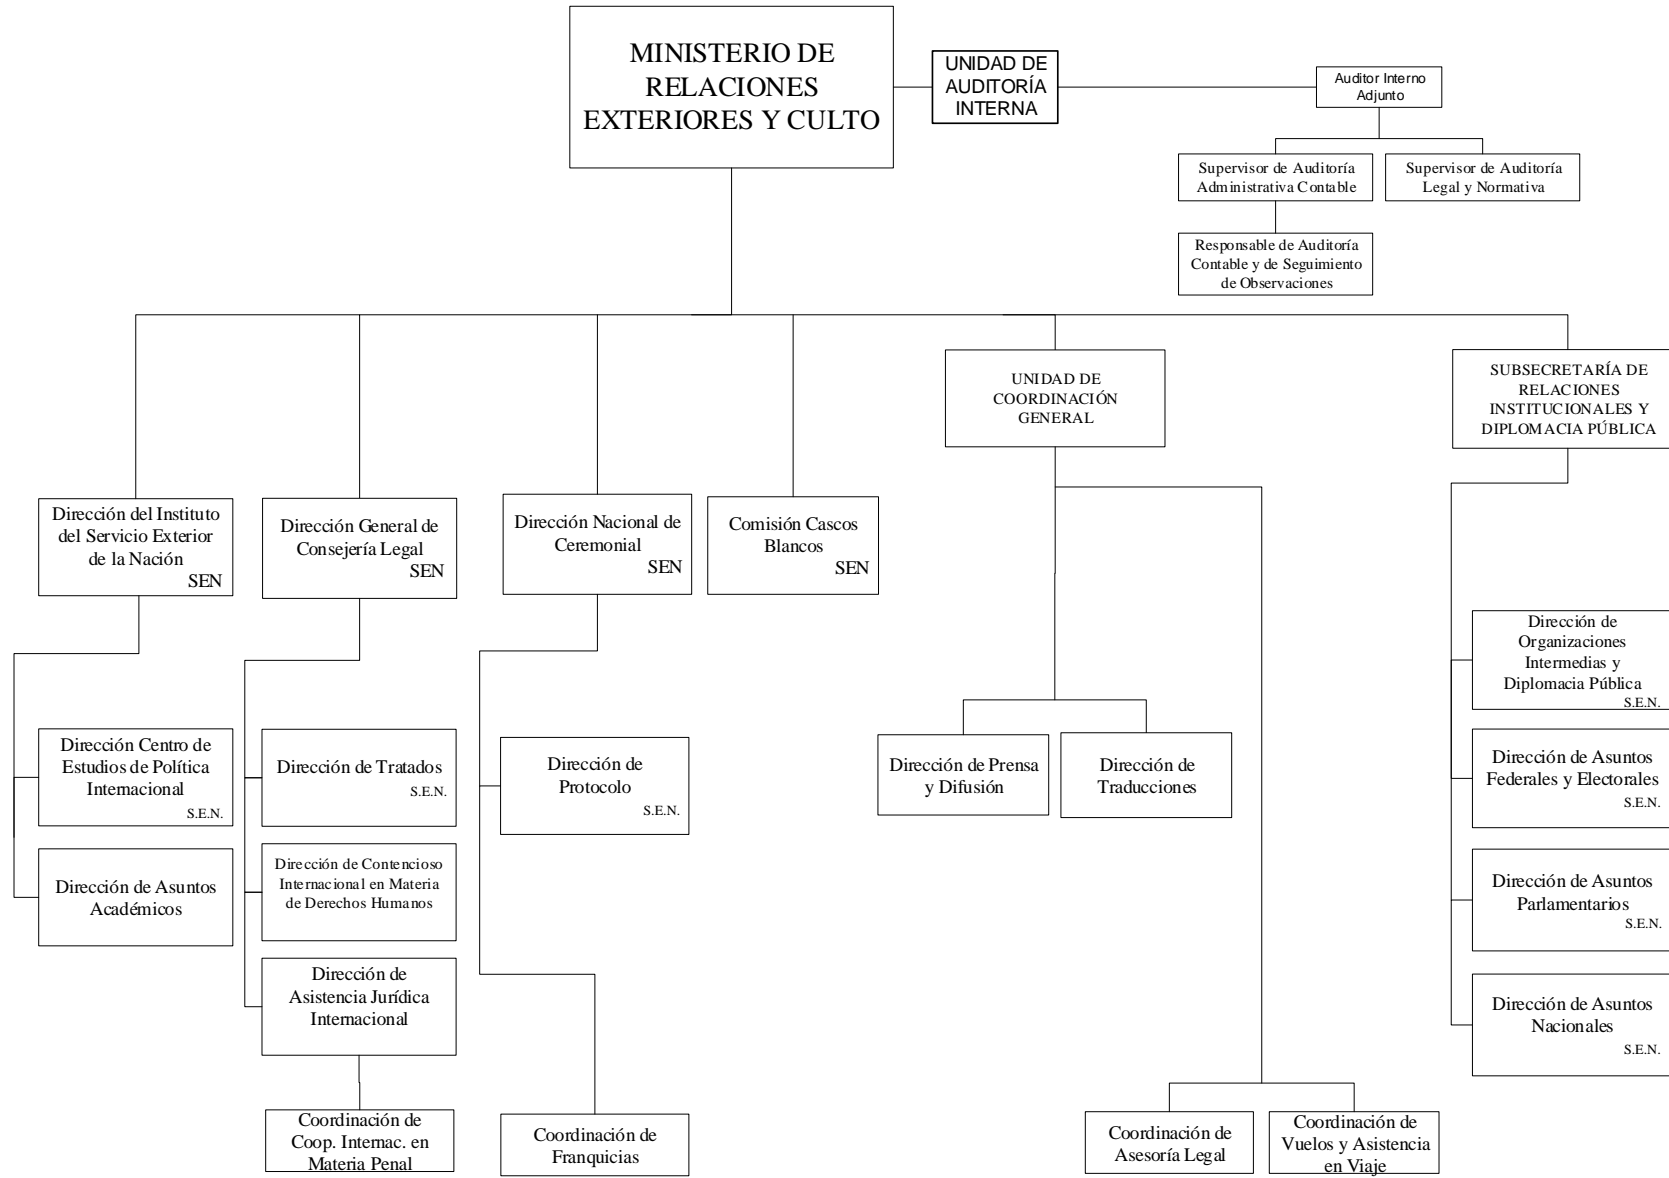 MINISTERIO DE
RELACIONES
EXTERIORES Y CULTO
UNIDAD DE
AUDITORÍA
INTERNA
Auditor Interno
Adjunto
Supervisor de Auditoría
Administrativa Contable
Supervisor de Auditoría
Legal y Normativa
Responsable de Auditoría
Contable y de Seguimiento
de Observaciones
UNIDAD DE
COORDINACIÓN
GENERAL
SUBSECRETARÍA DE
RELACIONES
INSTITUCIONALES Y
DIPLOMACIA PÚBLICA
Dirección del Instituto
del Servicio Exterior
de la Nación
SEN
Dirección General de
Consejería Legal
SEN
Dirección Nacional de
Ceremonial
SEN
Comisión Cascos
Blancos
SEN
Dirección de
Organizaciones
Intermedias y
Diplomacia Pública
S.E.N.
Dirección Centro de
Estudios de Política
Internacional
S.E.N.
Dirección de Tratados
S.E.N.
Dirección de
Protocolo
S.E.N.
Dirección de Prensa
y Difusión
Dirección de
Traducciones
Dirección de Asuntos
Federales y Electorales
S.E.N.
Dirección de Asuntos
Académicos
Dirección de Contencioso
Internacional en Materia
de Derechos Humanos
Dirección de Asuntos
Parlamentarios
S.E.N.
Dirección de
Asistencia Jurídica
Internacional
Dirección de Asuntos
Nacionales
S.E.N.
Coordinación de
Coop. Internac. en
Materia Penal
Coordinación de
Franquicias
Coordinación de
Asesoría Legal
Coordinación de
Vuelos y Asistencia
en Viaje